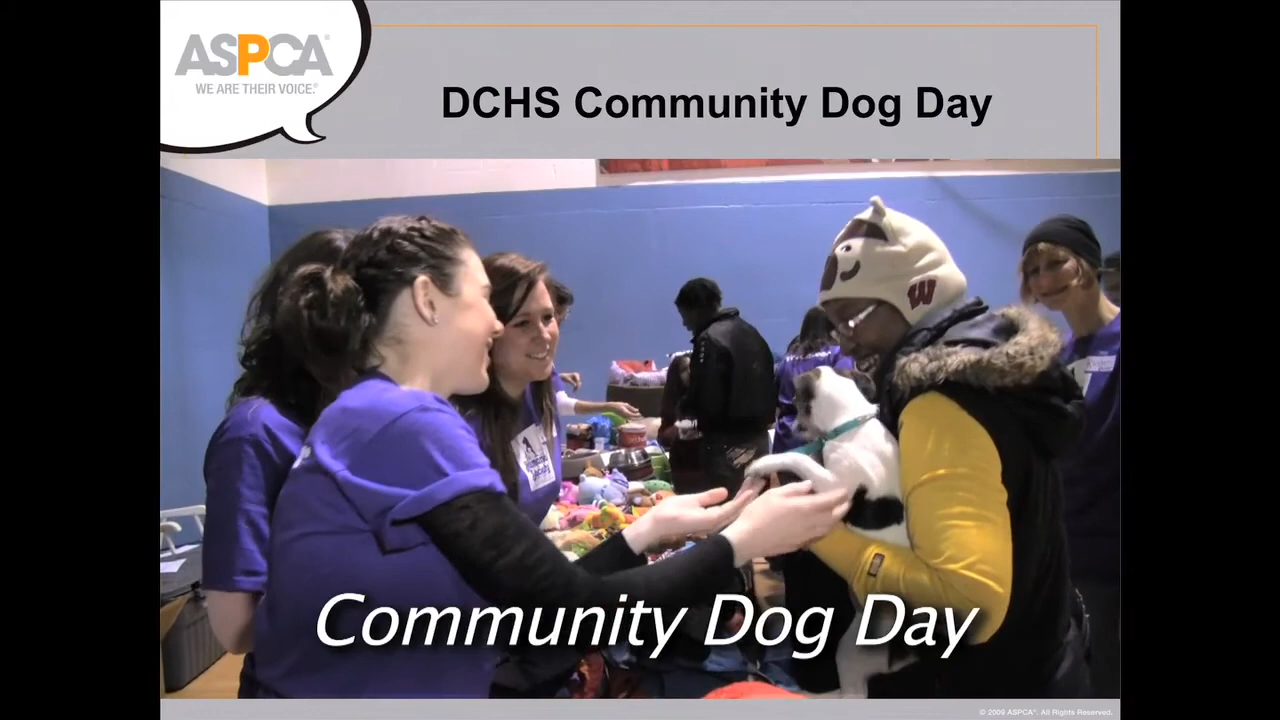 ASPCA®
WE ARE THEIR VOICE.®
DCHS Community Dog Day
W
Community Dog Day
© 2009 ASPCA®. All Rights Reserved.